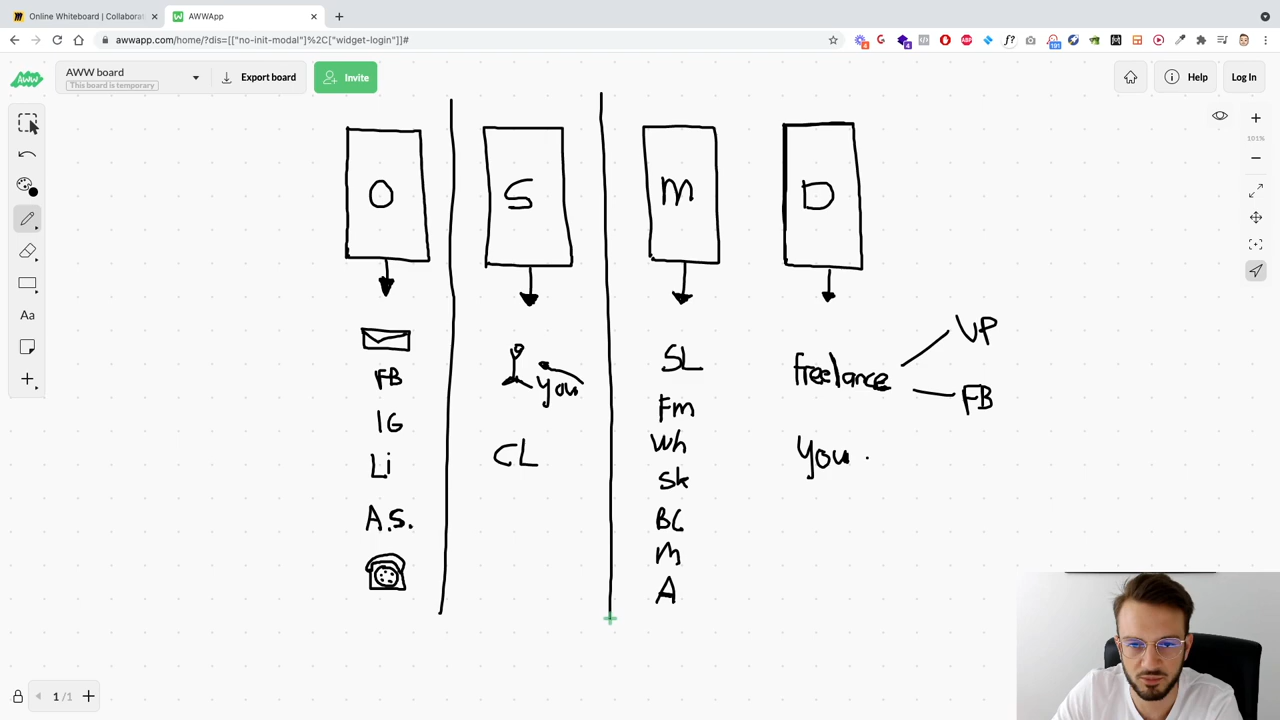 Online Whiteboard | Collabora
AWWApp
awwapp.com/home/?dis=[["no-init-modal"]%2C["widget-login"]]#
AWW board
This board is temporary
Export board
Invite
Help
Log In
101%
O
S
M
D
FB
IG
Li
A.S.
you
CL
SL
Fm
Wh
Sk
BC
M
A
freelance
UP
FB
You.
Aa
1 / 1